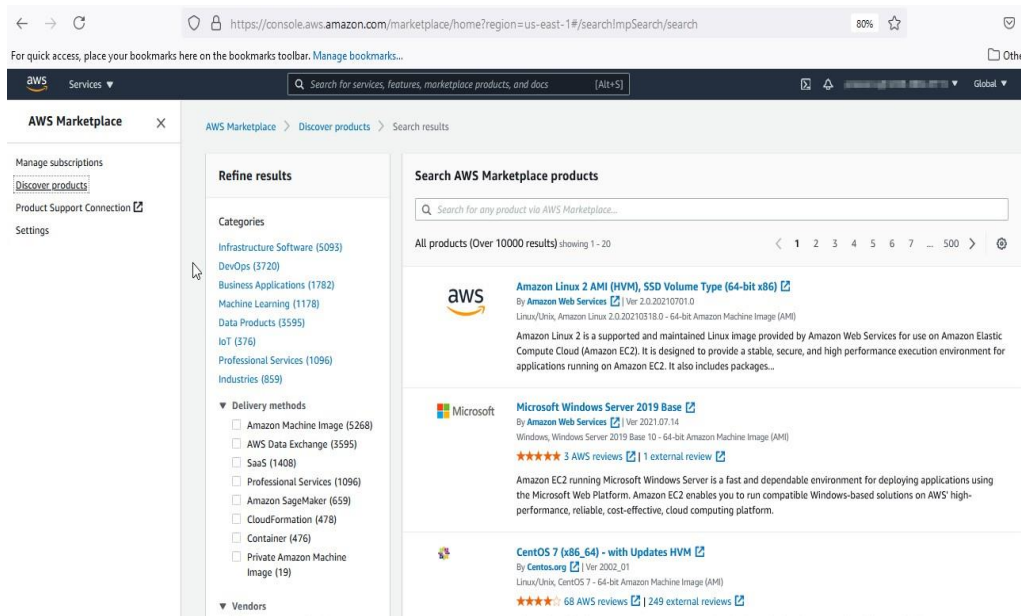 https://console.aws.amazon.com/marketplace/home?region=us-east-1#/search!mpSearch/search
80%
For quick access, place your bookmarks here on the bookmarks toolbar. Manage bookmarks...
Othe
aws
Services ▼
Search for services, features, marketplace products, and docs
[Alt+S]
Global ▼
AWS Marketplace
X
Manage subscriptions
Discover products
Product Support Connection
Settings
AWS Marketplace > Discover products > Search results
Refine results
Categories
Infrastructure Software (5093)
DevOps (3720)
Business Applications (1782)
Machine Learning (1178)
Data Products (3595)
IoT (376)
Professional Services (1096)
Industries (859)
▼ Delivery methods
Amazon Machine Image (5268)
AWS Data Exchange (3595)
SaaS (1408)
Professional Services (1096)
Amazon SageMaker (659)
CloudFormation (478)
Container (476)
Private Amazon Machine
Image (19)
▼ Vendors
Search AWS Marketplace products
Search for any product via AWS Marketplace...
All products (Over 10000 results) showing 1 - 20
< 1 2 3 4 5 6 7 ... 500 >
aws
Amazon Linux 2 AMI (HVM), SSD Volume Type (64-bit x86)
By Amazon Web Services | Ver 2.0.20210701.0
Linux/Unix, Amazon Linux 2.0.20210318.0 - 64-bit Amazon Machine Image (AMI)
Amazon Linux 2 is a supported and maintained Linux image provided by Amazon Web Services for use on Amazon Elastic
Compute Cloud (Amazon EC2). It is designed to provide a stable, secure, and high performance execution environment for
applications running on Amazon EC2. It also includes packages...
Microsoft
Microsoft Windows Server 2019 Base
By Amazon Web Services | Ver 2021.07.14
Windows, Windows Server 2019 Base 10 - 64-bit Amazon Machine Image (AMI)
★★★★★ 3 AWS reviews | 1 external review
Amazon EC2 running Microsoft Windows Server is a fast and dependable environment for deploying applications using
the Microsoft Web Platform. Amazon EC2 enables you to run compatible Windows-based solutions on AWS' high-
performance, reliable, cost-effective, cloud computing platform.
CentOS 7 (x86_64) - with Updates HVM
By Centos.org | Ver 2002_01
Linux/Unix, CentOS 7 - 64-bit Amazon Machine Image (AMI)
★★★★☆ 68 AWS reviews | 249 external reviews